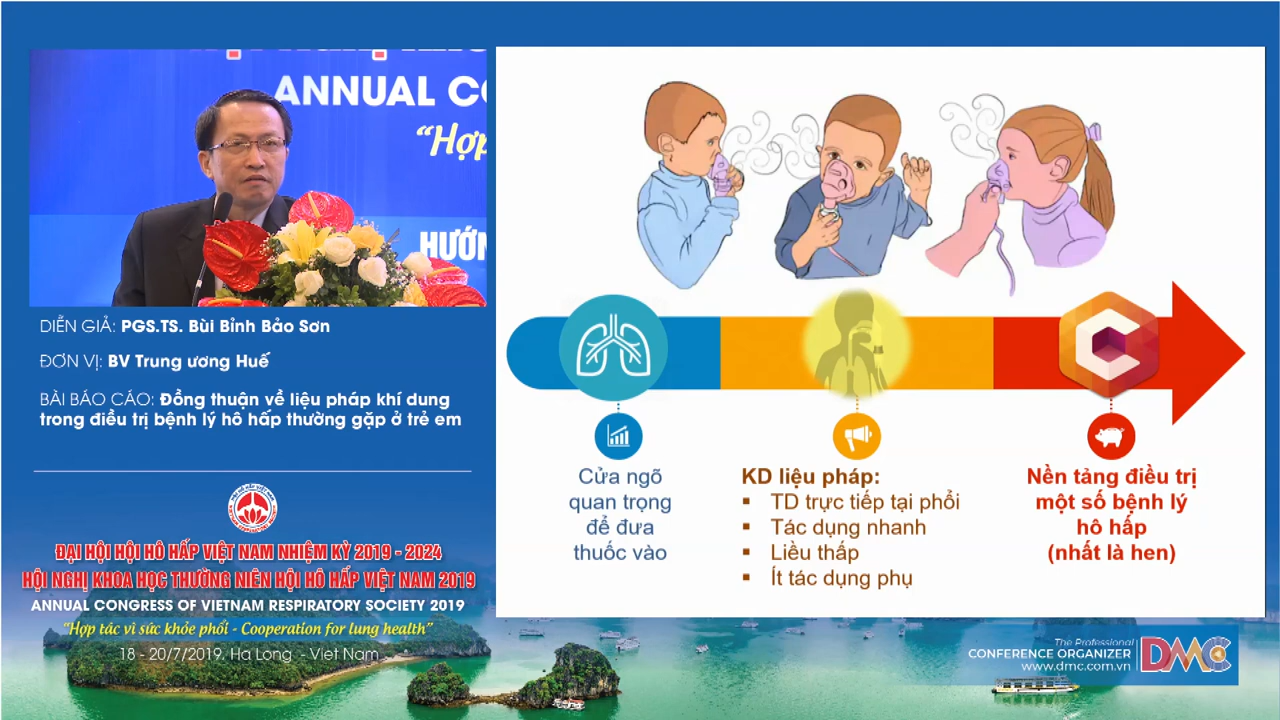 ANNUAL CO
“Hợp
HƯỚN
DIỄN GIẢ: PGS.TS. Bùi Bỉnh Bảo Sơn
ĐƠN VỊ: BV Trung ương Huế
BÀI BÁO CÁO: Đồng thuận về liệu pháp khí dung
trong điều trị bệnh lý hô hấp thường gặp ở trẻ em
ĐẠI HỘI HỘI HÔ HẤP VIỆT NAM NHIỆM KỲ 2019 - 2024
HỘI NGHỊ KHOA HỌC THƯỜNG NIÊN HỘI HÔ HẤP VIỆT NAM 2019
ANNUAL CONGRESS OF VIETNAM RESPIRATORY SOCIETY 2019
“Hợp tác vì sức khỏe phổi - Cooperation for lung health”
18 - 20/7/2019. Ha Long - Viet Nam
Cửa ngõ
quan trọng
để đưa
thuốc vào
KD liệu pháp:
▪ TD trực tiếp tại phổi
▪ Tác dụng nhanh
▪ Liều thấp
▪ Ít tác dụng phụ
Nền tảng điều trị
một số bệnh lý
hô hấp
(nhất là hen)
The Professional
CONFERENCE ORGANIZER
www.dmc.com.vn
DMC